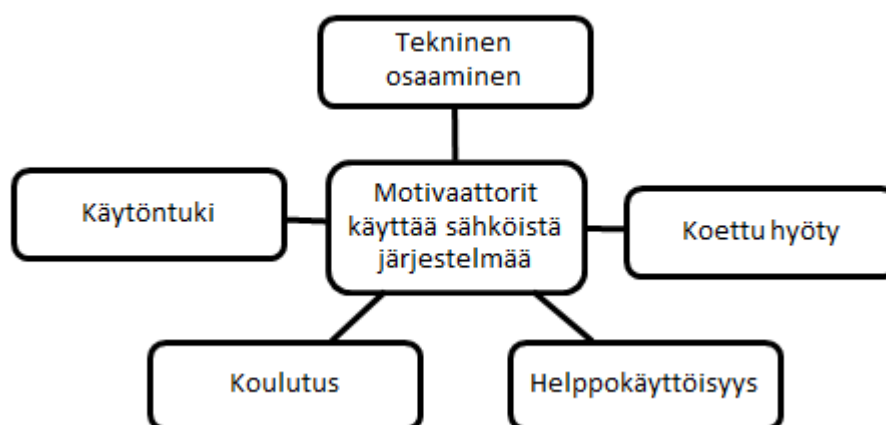 Tekninen
osaaminen
Käytöntuki
Motivaattorit
käyttää sähköistä
järjestelmää
Koettu hyöty
Koulutus
Helppokäyttöisyys